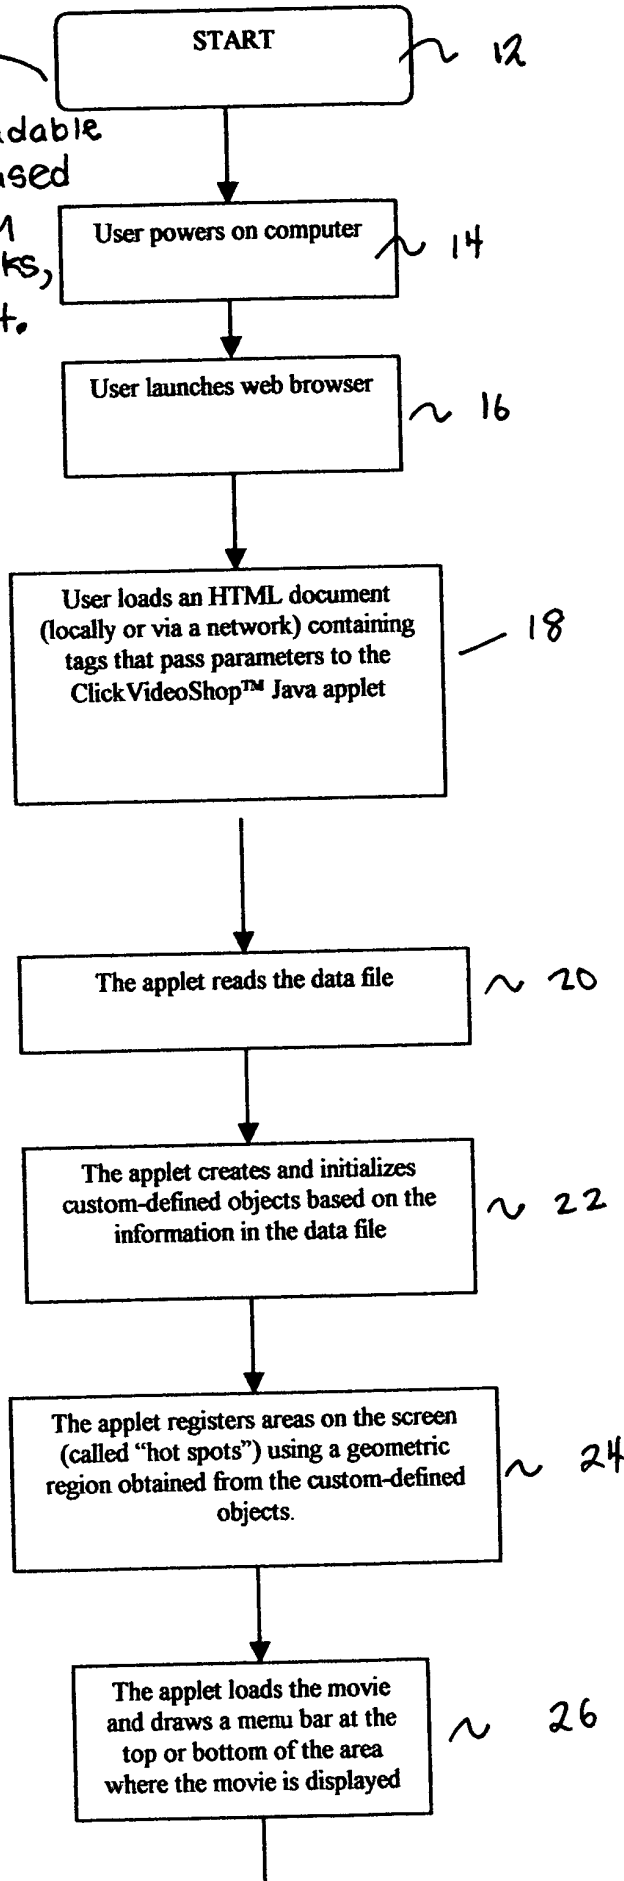 START
12
User powers on computer
14
User launches web browser
16
User loads an HTML document
(locally or via a network) containing
tags that pass parameters to the
ClickVideoShop™ Java applet
18
The applet reads the data file
20
The applet creates and initializes
custom-defined objects based on the
information in the data file
22
The applet registers areas on the screen
(called “hot spots”) using a geometric
region obtained from the custom-defined
objects.
24
The applet loads the movie
and draws a menu bar at the
top or bottom of the area
where the movie is displayed
26